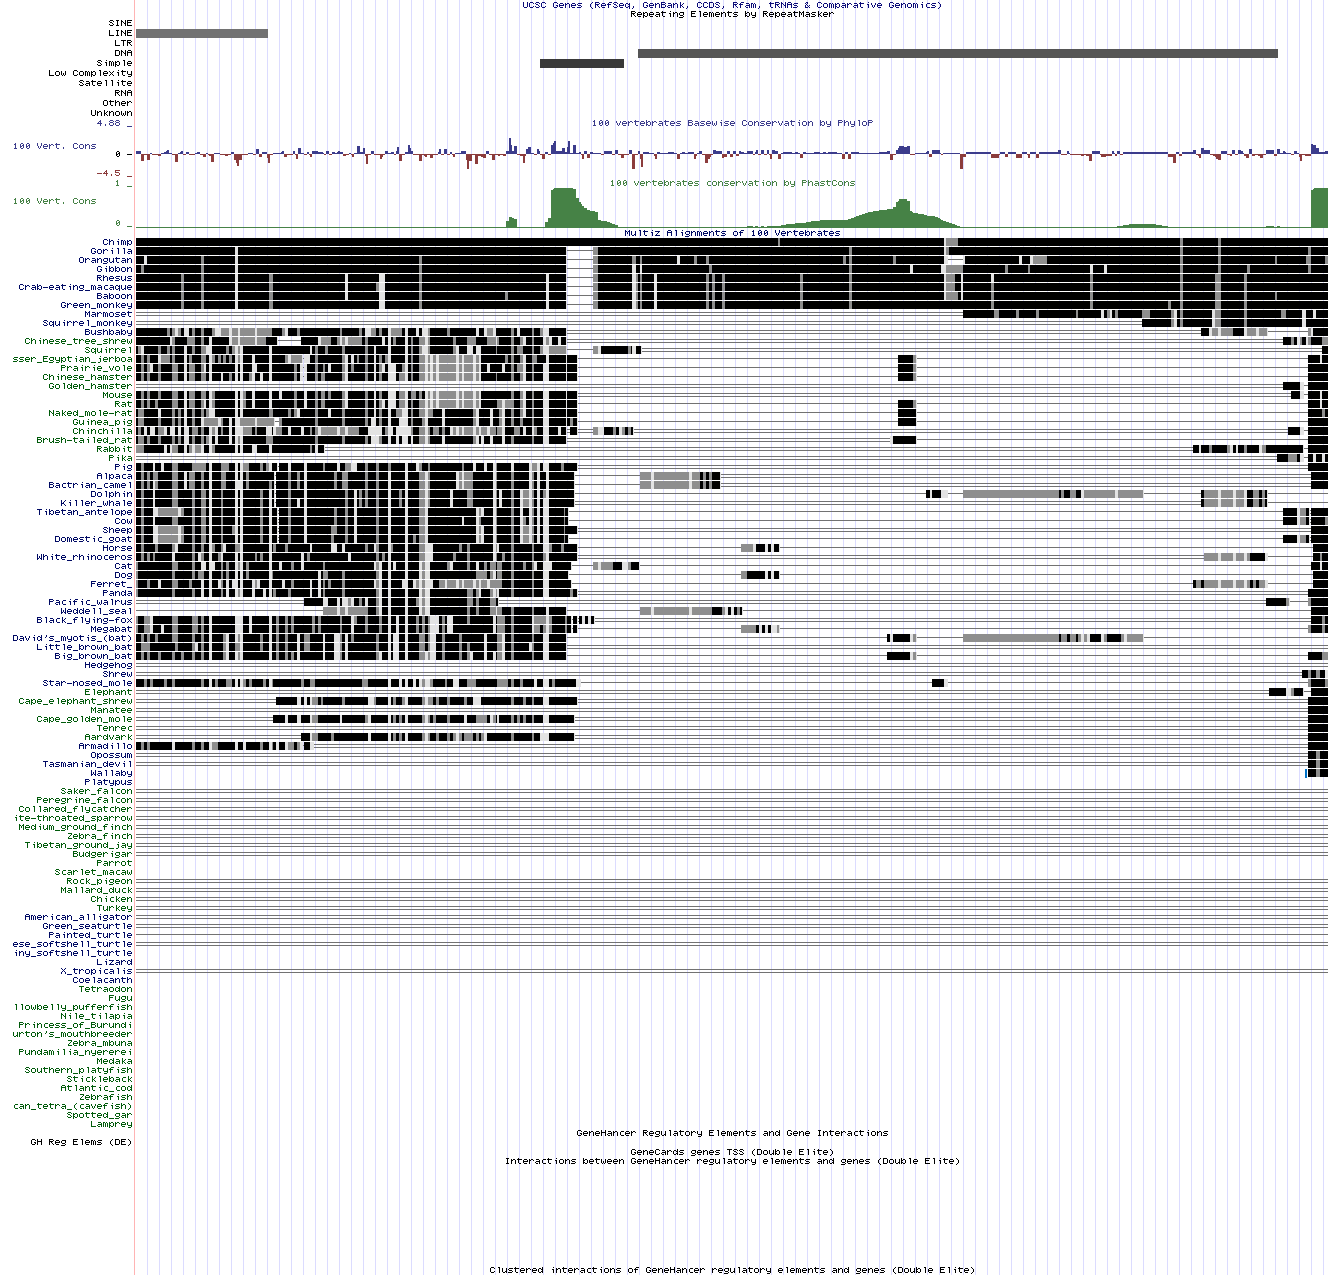 UCSC Genes (RefSeq, GenBank, CCDS, Rfam, tRNAs & Comparative Genomics)
Repeating Elements by RepeatMasker
SINE
LINE
LTR
DNA
Simple
Low Complexity
Satellite
RNA
Other
Unknown
4.88 _
100 vertebrates Basewise Conservation by PhyloP
100 Vert. Cons
0 -
-4.5 _
1 _
100 vertebrates conservation by PhastCons
100 Vert. Cons
0 _
Multiz Alignments of 100 Vertebrates
Chimp
Gorilla
Orangutan
Gibbon
Rhesus
Crab-eating_macaque
Baboon
Green_monkey
Marmoset
Squirrel_monkey
Bushbaby
Chinese_tree_shrew
Squirrel
sser_Egyptian_jerboa
Prairie_vole
Chinese_hamster
Golden_hamster
Mouse
Rat
Naked_mole-rat
Guinea_pig
Chinchilla
Brush-tailed_rat
Rabbit
Pika
Pig
Alpaca
Bactrian_camel
Dolphin
Killer_whale
Tibetan_antelope
Cow
Sheep
Domestic_goat
Horse
White_rhinoceros
Cat
Dog
Ferret_
Panda
Pacific_walrus
Weddell_seal
Black_flying-fox
Megabat
David's_myotis_(bat)
Little_brown_bat
Big_brown_bat
Hedgehog
Shrew
Star-nosed_mole
Elephant
Cape_elephant_shrew
Manatee
Cape_golden_mole
Tenrec
Aardvark
Armadillo
Opossum
Tasmanian_devil
Wallaby
Platypus
Saker_falcon
Peregrine_falcon
Collared_flycatcher
ite-throated_sparrow
Medium_ground_finch
Zebra_finch
Tibetan_ground_jay
Budgerigar
Parrot
Scarlet_macaw
Rock_pigeon
Mallard_duck
Chicken
Turkey
American_alligator
Green_seaturtle
Painted_turtle
ese_softshell_turtle
iny_softshell_turtle
Lizard
X_tropicalis
Coelacanth
Tetraodon
Fugu
llowbelly_pufferfish
Nile_tilapia
Princess_of_Burundi
urton's_mouthbreeder
Zebra_mbuna
Pundamilia_nyererei
Medaka
Southern_platyfish
Stickleback
Atlantic_cod
Zebrafish
can_tetra_(cavefish)
Spotted_gar
Lamprey
GeneHancer Regulatory Elements and Gene Interactions
GH Reg Elems (DE)
GeneCards genes TSS (Double Elite)
Interactions between GeneHancer regulatory elements and genes (Double Elite)
Clustered interactions of GeneHancer regulatory elements and genes (Double Elite)